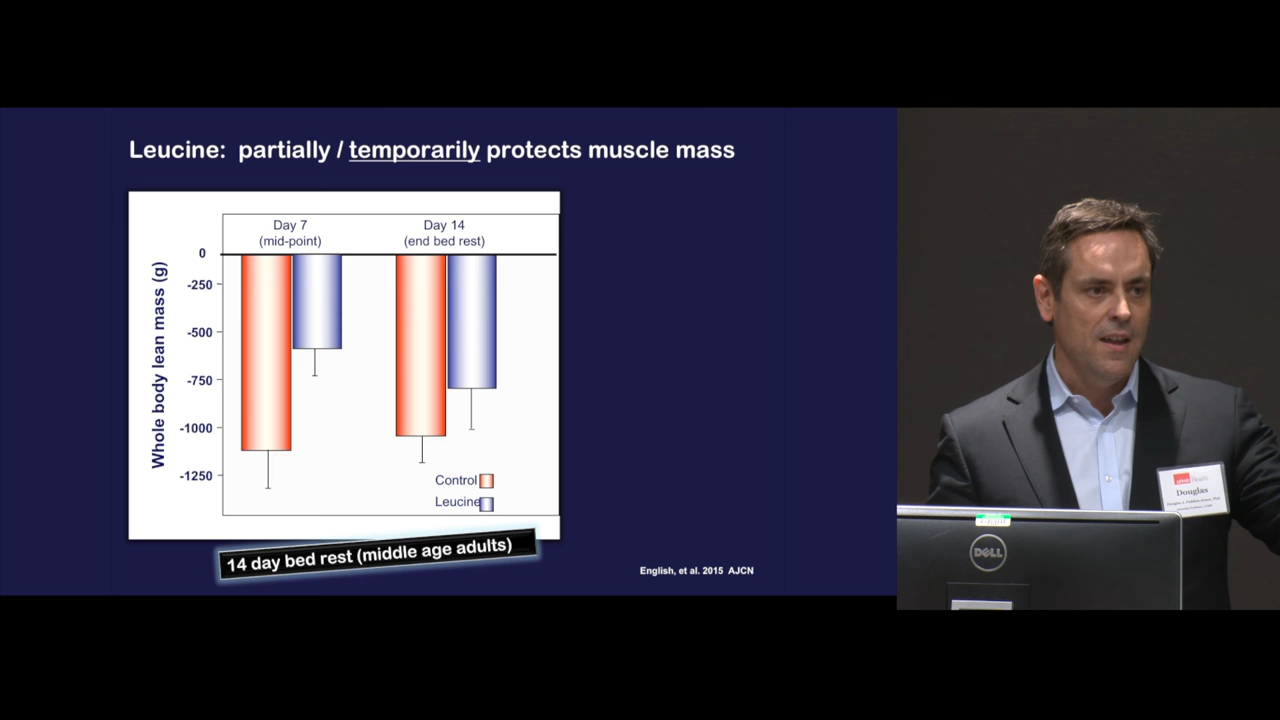 Leucine: partially / temporarily protects muscle mass
Day 7
(mid-point)
Day 14
(end bed rest)
Whole body lean mass (g)
0
-250
-500
-750
-1000
-1250
Control
Leucine
14 day bed rest (middle age adults)
English, et al. 2015 AJCN
Health
Douglas
DELL